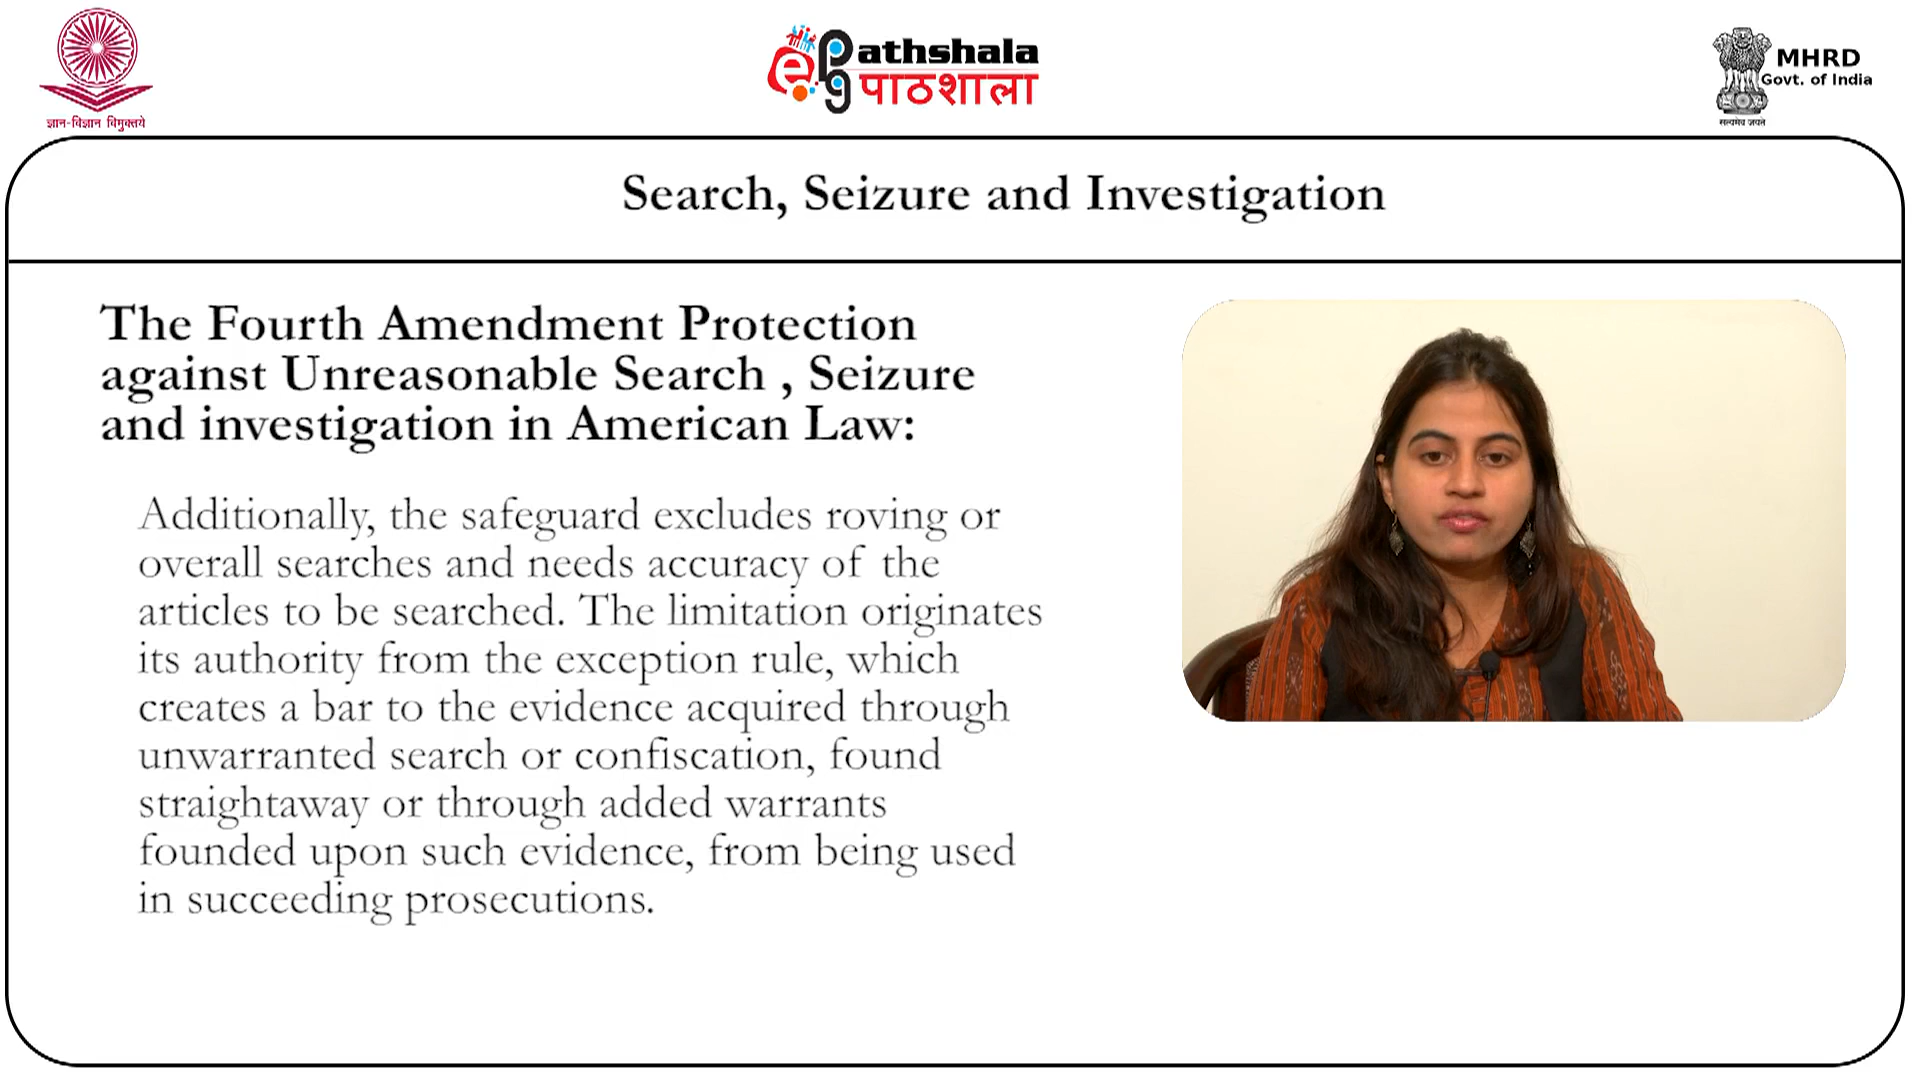 ज्ञान-विज्ञान विमुक्तये
ePGpathshala
पाठशाला
MHRD
Govt. of India
सत्यमेव जयते
Search, Seizure and Investigation
The Fourth Amendment Protection
against Unreasonable Search , Seizure
and investigation in American Law:
Additionally, the safeguard excludes roving or
overall searches and needs accuracy of the
articles to be searched. The limitation originates
its authority from the exception rule, which
creates a bar to the evidence acquired through
unwarranted search or confiscation, found
straightaway or through added warrants
founded upon such evidence, from being used
in succeeding prosecutions.